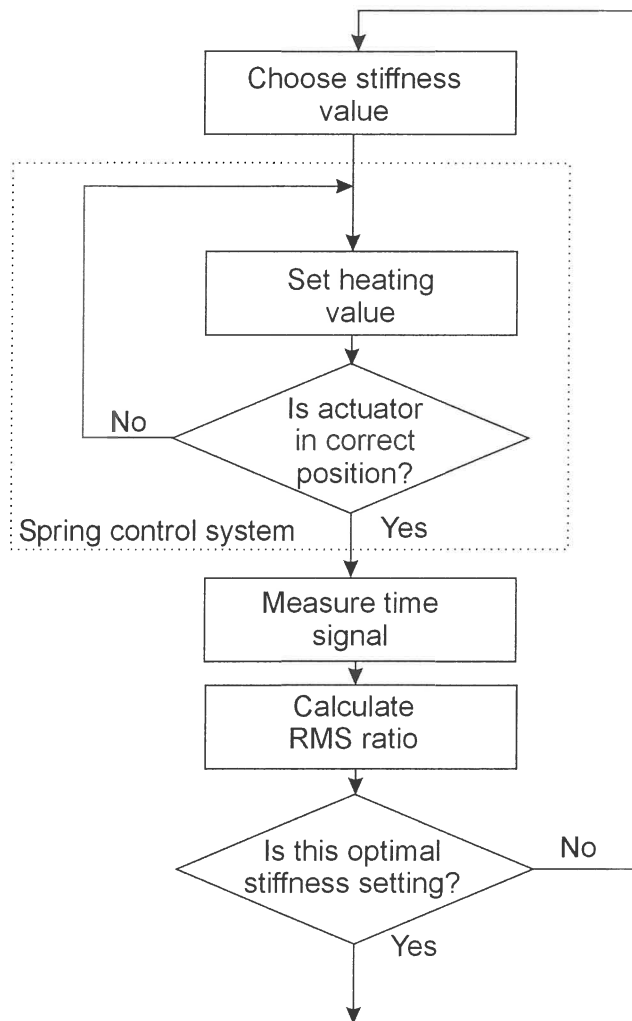 Choose stiffness
value
Set heating
value
Is actuator
in correct
position?
No
Yes
Spring control system
Measure time
signal
Calculate
RMS ratio
Is this optimal
stiffness setting?
No
Yes